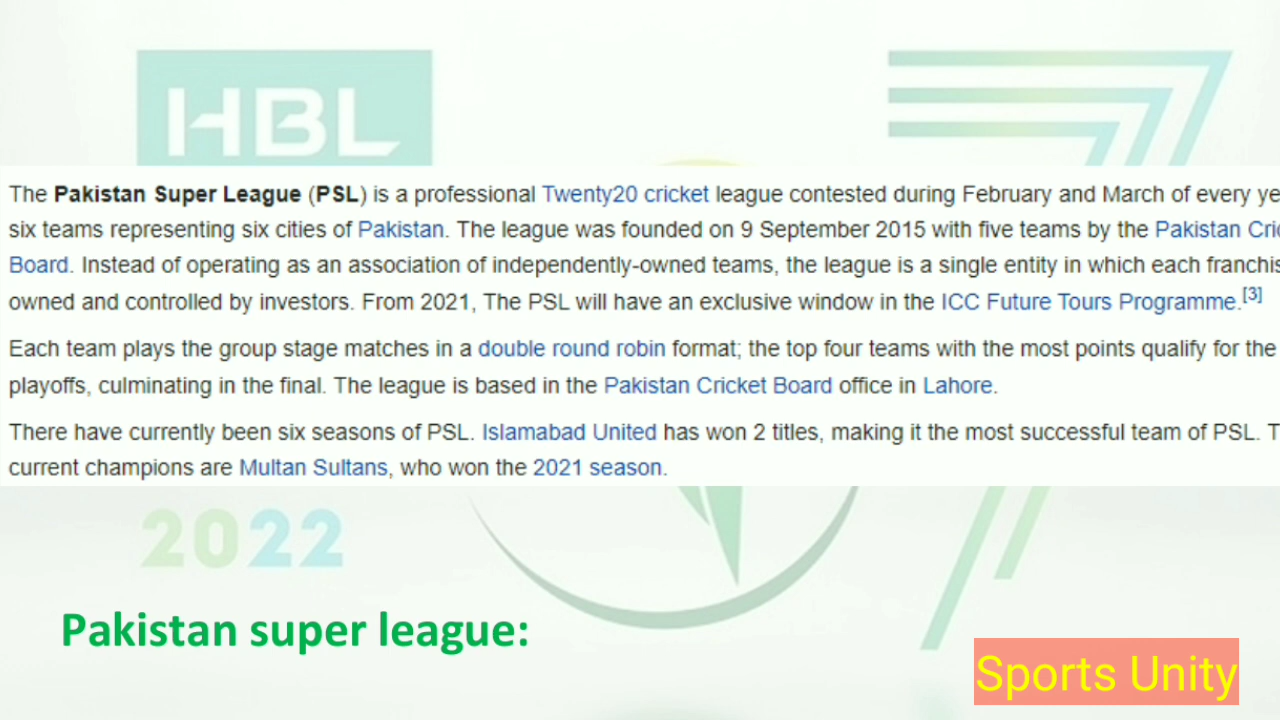 HBL
The Pakistan Super League (PSL) is a professional Twenty20 cricket league contested during February and March of every ye
six teams representing six cities of Pakistan. The league was founded on 9 September 2015 with five teams by the Pakistan Cric
Board. Instead of operating as an association of independently-owned teams, the league is a single entity in which each franchis
owned and controlled by investors. From 2021, The PSL will have an exclusive window in the ICC Future Tours Programme.[3]
Each team plays the group stage matches in a double round robin format; the top four teams with the most points qualify for the
playoffs, culminating in the final. The league is based in the Pakistan Cricket Board office in Lahore.
There have currently been six seasons of PSL. Islamabad United has won 2 titles, making it the most successful team of PSL. T
current champions are Multan Sultans, who won the 2021 season.
2022
Pakistan super league:
Sports Unity